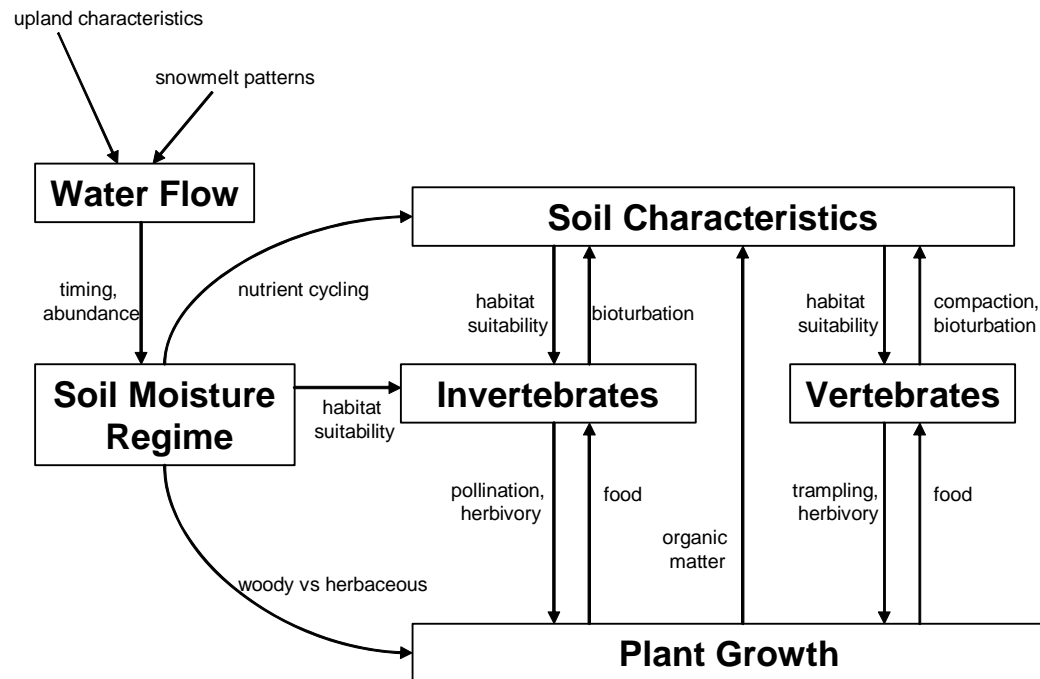 upland characteristics
snowmelt patterns
Water Flow
Soil Characteristics
timing,
abundance
nutrient cycling
habitat
suitability
bioturbation
habitat
suitability
compaction,
bioturbation
Soil Moisture
Regime
habitat
suitability
Invertebrates
Vertebrates
pollination,
herbivory
food
organic
matter
trampling,
herbivory
food
woody vs herbaceous
Plant Growth